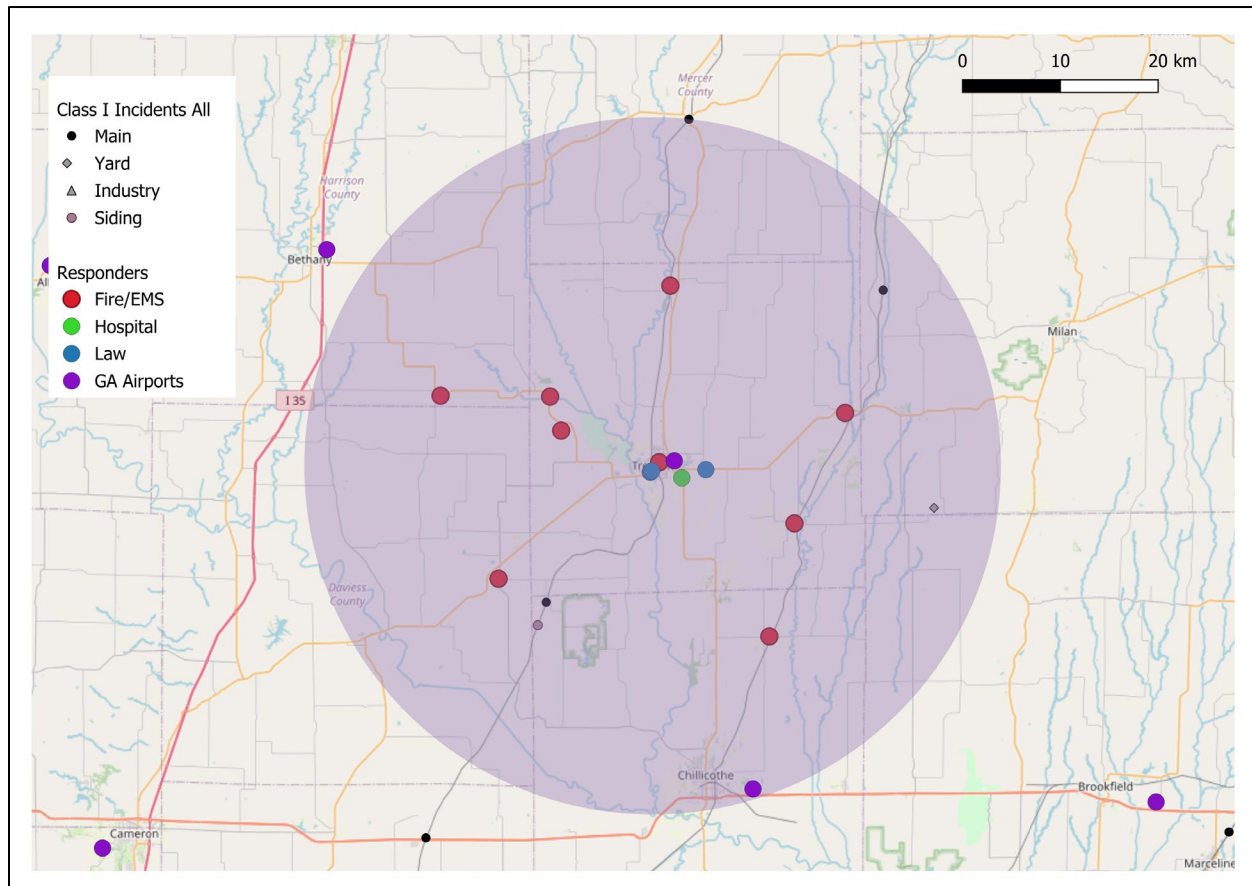 0 10 20 km
Mercer
County
Class I Incidents All
Main
Yard
Industry
Siding
Responders
Fire/EMS
Hospital
Law
GA Airports
Harrison
County
Bethany
I 35
Milan
Daviess
County
Chillicothe
Brookfield
Cameron
Marceline